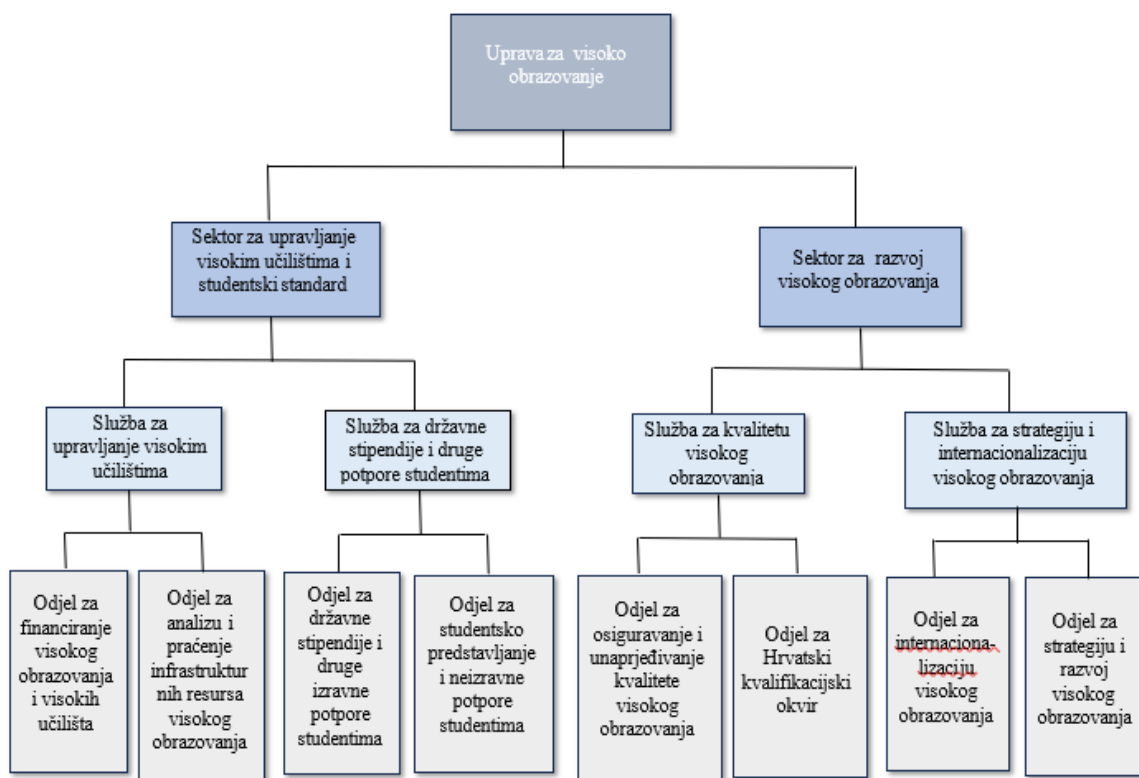 Uprava za visoko
obrazovanje
Sektor za upravljanje
visokim učilištima i
studentski standard
Sektor za razvoj
visokog obrazovanja
Služba za
upravljanje visokim
učilištima
Služba za državne
stipendije i druge
potpore studentima
Služba za kvalitetu
visokog
obrazovanja
Služba za strategiju i
internacionalizaciju
visokog obrazovanja
Odjel za
financiranje
visokog
obrazovanja
i visokih
učilišta
Odjel za
analizu i
praćenje
infrastruktur
nih resursa
visokog
obrazovanja
Odjel za
državne
stipendije i
druge
izravne
potpore
studentima
Odjel za
studentsko
predstavljanje
i neizravne
potpore
studentima
Odjel za
osiguravanje i
unaprjeđivanje
kvalitete
visokog
obrazovanja
Odjel za
Hrvatski
kvalifikacijski
okvir
Odjel za
internaciona-
lizaciju
visokog
obrazovanja
Odjel za
strategiju i
razvoj
visokog
obrazovanja